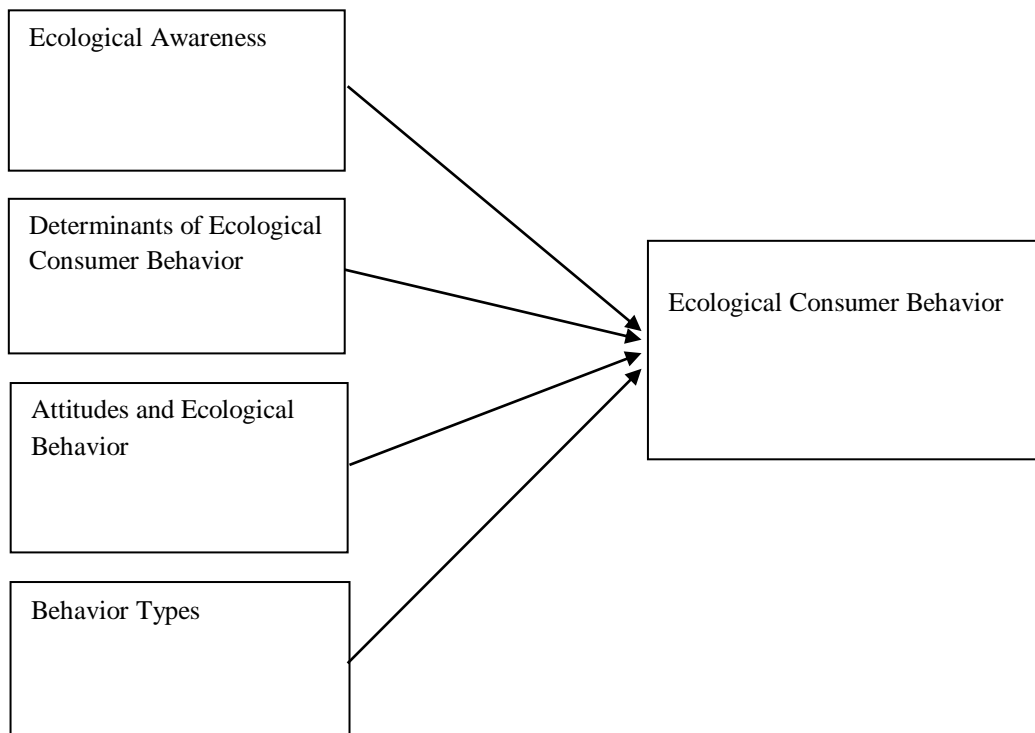 Ecological Awareness
Determinants of Ecological
Consumer Behavior
Ecological Consumer Behavior
Attitudes and Ecological
Behavior
Behavior Types